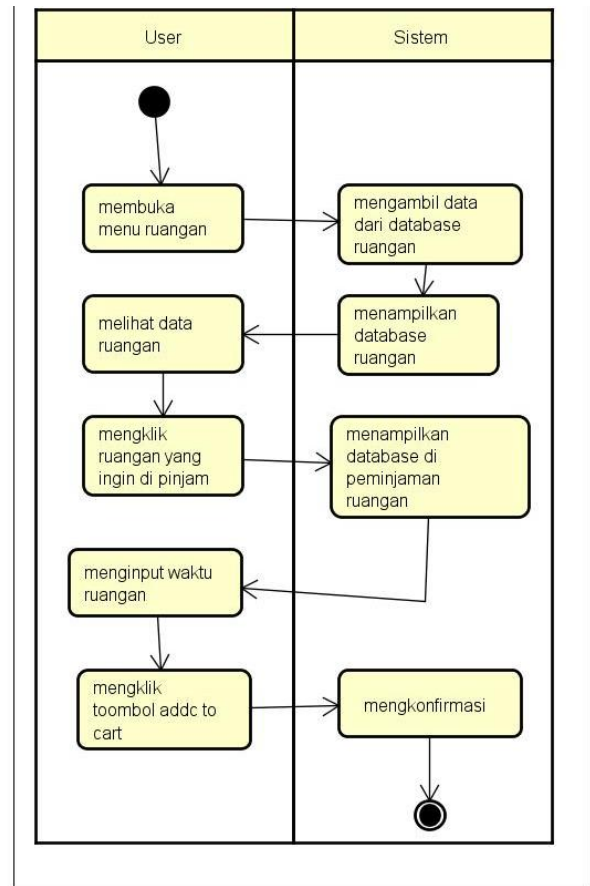 User
Sistem
membuka
menu ruangan
mengambil data
dari database
ruangan
menampilkan
database
ruangan
melihat data
ruangan
mengklik
ruangan yang
ingin di pinjam
menampilkan
database di
peminjaman
ruangan
menginput waktu
ruangan
mengklik
toombol addc to
cart
mengkonfirmasi